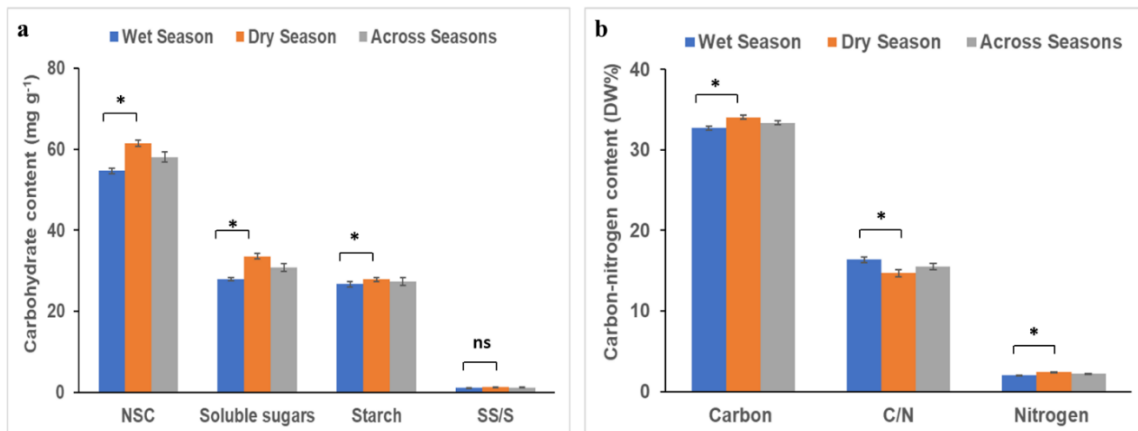 a
Wet Season Dry Season Across Seasons
Carbohydrate content (mg g⁻¹)
80
60
40
20
0
*
*
*
ns
NSC Soluble sugars Starch SS/S
b
Wet Season Dry Season Across Seasons
Carbon-nitrogen content (DW%)
40
30
20
10
0
*
*
*
Carbon C/N Nitrogen